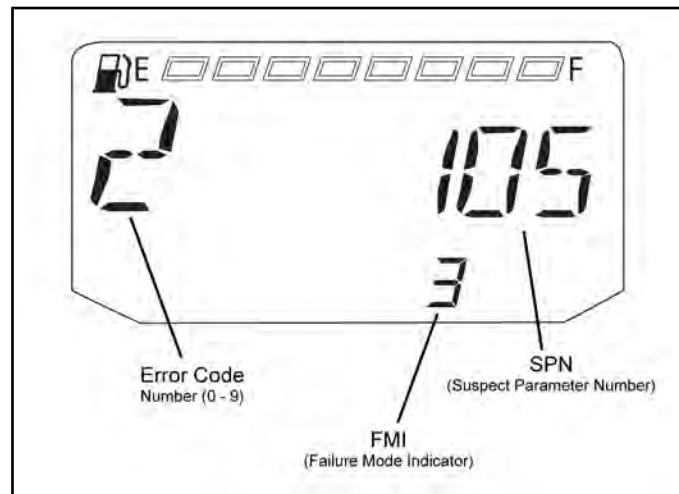 E F
2 105
3
Error Code
Number (0 - 9)
SPN
(Suspect Parameter Number)
FMI
(Failure Mode Indicator)